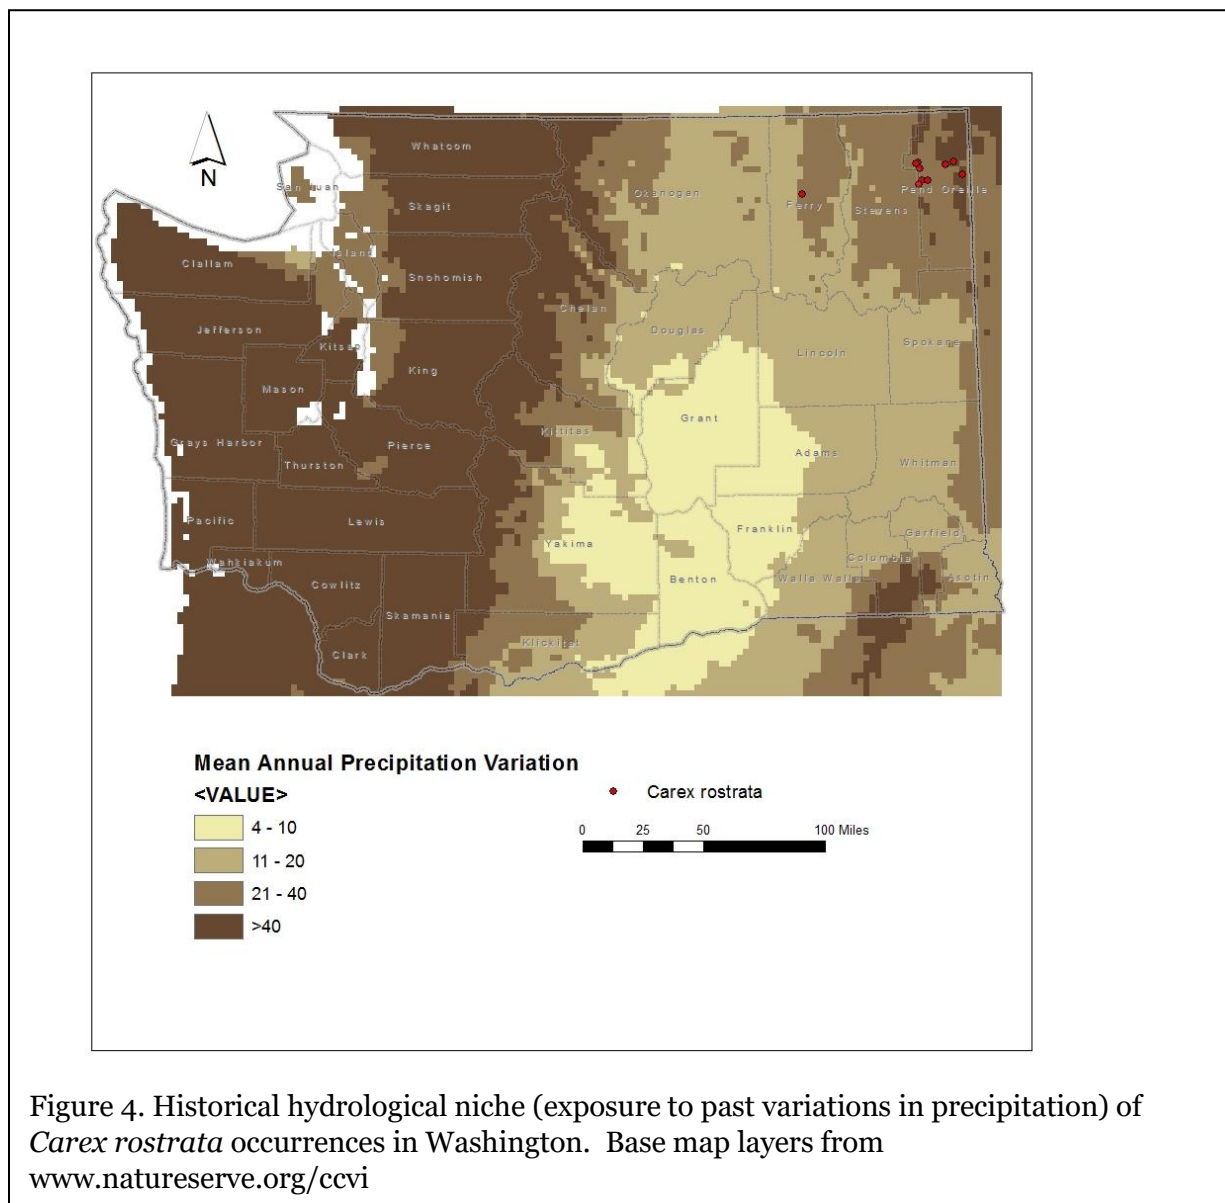 N
Whatcom
San Juan
Skagit
Okanogan
Ferry
Stevens
Pend Oreille
Island
Clallam
Snohomish
Chelan
Jefferson
Kitsap
Douglas
Lincoln
Spokane
Mason
King
Grant
Grays Harbor
Kittitas
Pierce
Thurston
Adams
Whitman
Pacific
Lewis
Yakima
Franklin
Garfield
Wahkiakum
Columbia
Cowlitz
Benton
Walla Walla
Asotin
Skamania
Klickitat
Clark
Mean Annual Precipitation Variation
<VALUE>
4 - 10
11 - 20
21 - 40
>40
Carex rostrata
0 25 50 100 Miles
Figure 4. Historical hydrological niche (exposure to past variations in precipitation) of
Carex rostrata occurrences in Washington. Base map layers from
www.natureserve.org/ccvi